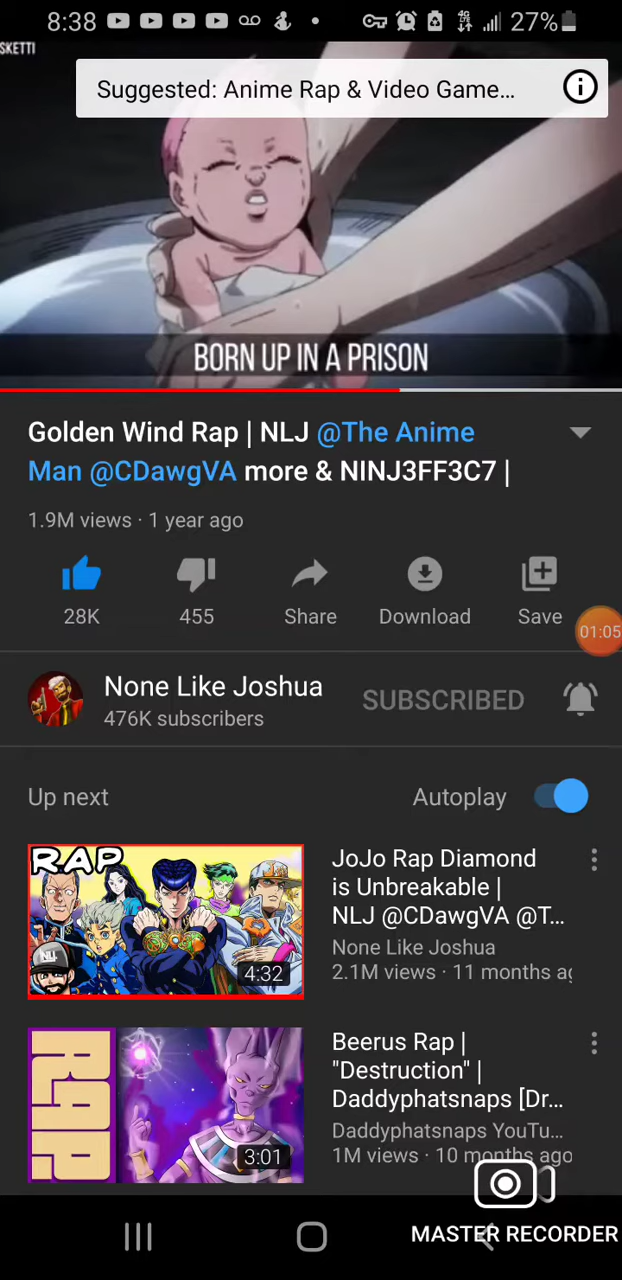 8:38
4G
27%
SKETTI
Suggested: Anime Rap & Video Game...
BORN UP IN A PRISON
Golden Wind Rap | NLJ @The Anime
Man @CDawgVA more & NINJ3FF3C7 |
1.9M views · 1 year ago
28K
455
Share
Download
Save
01:05
None Like Joshua
476K subscribers
SUBSCRIBED
Up next
Autoplay
RAP
4:32
JoJo Rap Diamond
is Unbreakable |
NLJ @CDawgVA @T...
None Like Joshua
2.1M views · 11 months ag
RAP
3:01
Beerus Rap |
"Destruction" |
Daddyphatsnaps [Dr...
Daddyphatsnaps YouTu...
1M views · 10 months ago
MASTER RECORDER